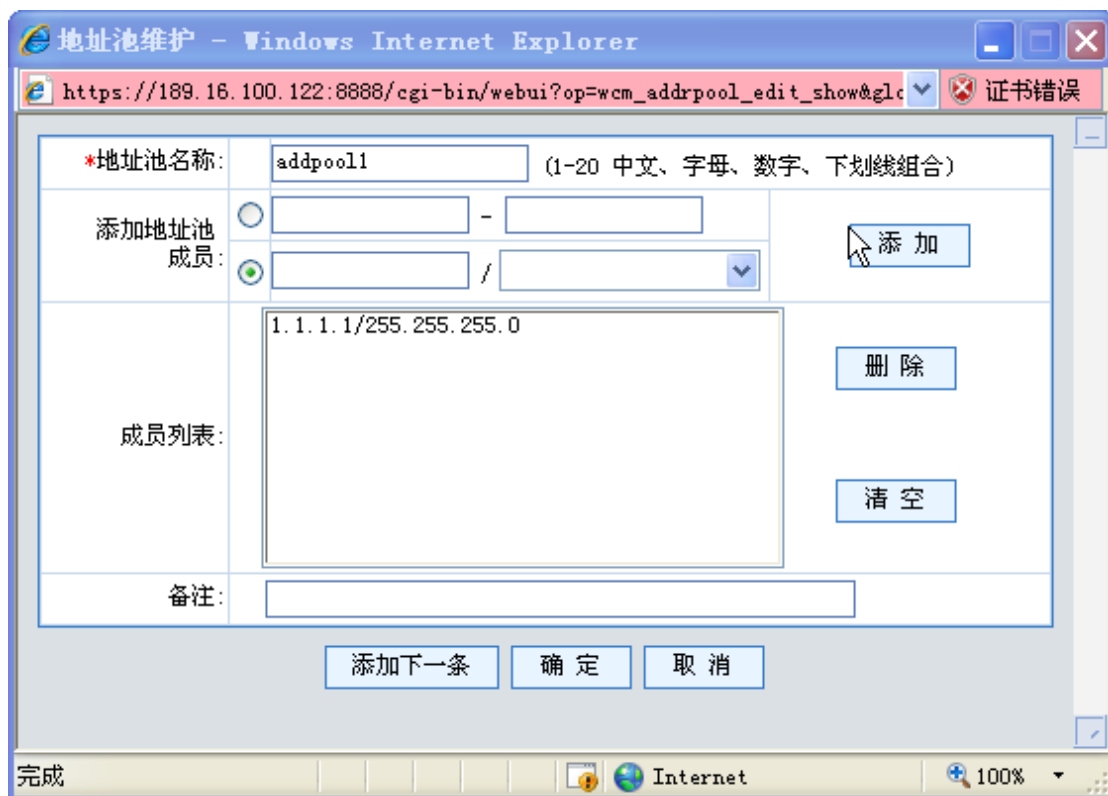 地址池维护 - Windows Internet Explorer
https://189.16.100.122:8888/cgi-bin/webui?op=wcm_addrpool_edit_show&glo 证书错误
*地址池名称: addpool1 (1-20 中文、字母、数字、下划线组合)
添加地址池成员: - 添 加
/
1.1.1.1/255.255.255.0
删 除
成员列表:
清 空
备注:
添加下一条 确 定 取 消
完成 Internet 100%